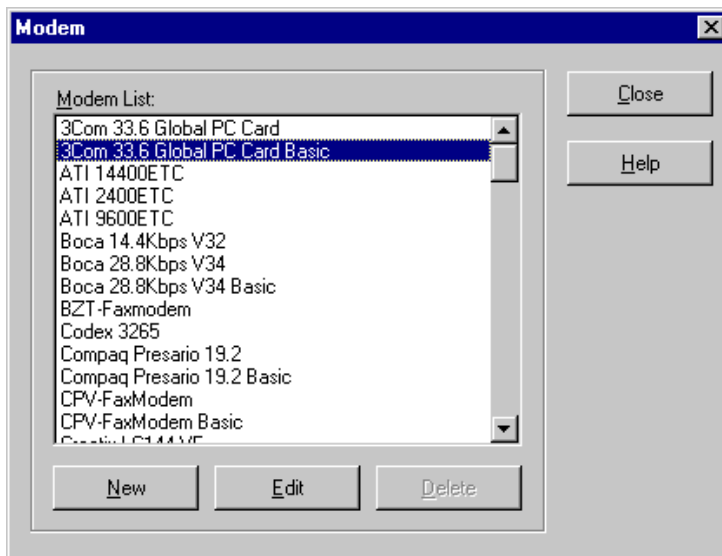 Modem
Modem List:
3Com 33.6 Global PC Card
3Com 33.6 Global PC Card Basic
ATI 14400ETC
ATI 2400ETC
ATI 9600ETC
Boca 14.4Kbps V32
Boca 28.8Kbps V34
Boca 28.8Kbps V34 Basic
BZT-Faxmodem
Codex 3265
Compaq Presario 19.2
Compaq Presario 19.2 Basic
CPV-FaxModem
CPV-FaxModem Basic
New
Edit
Delete
Close
Help